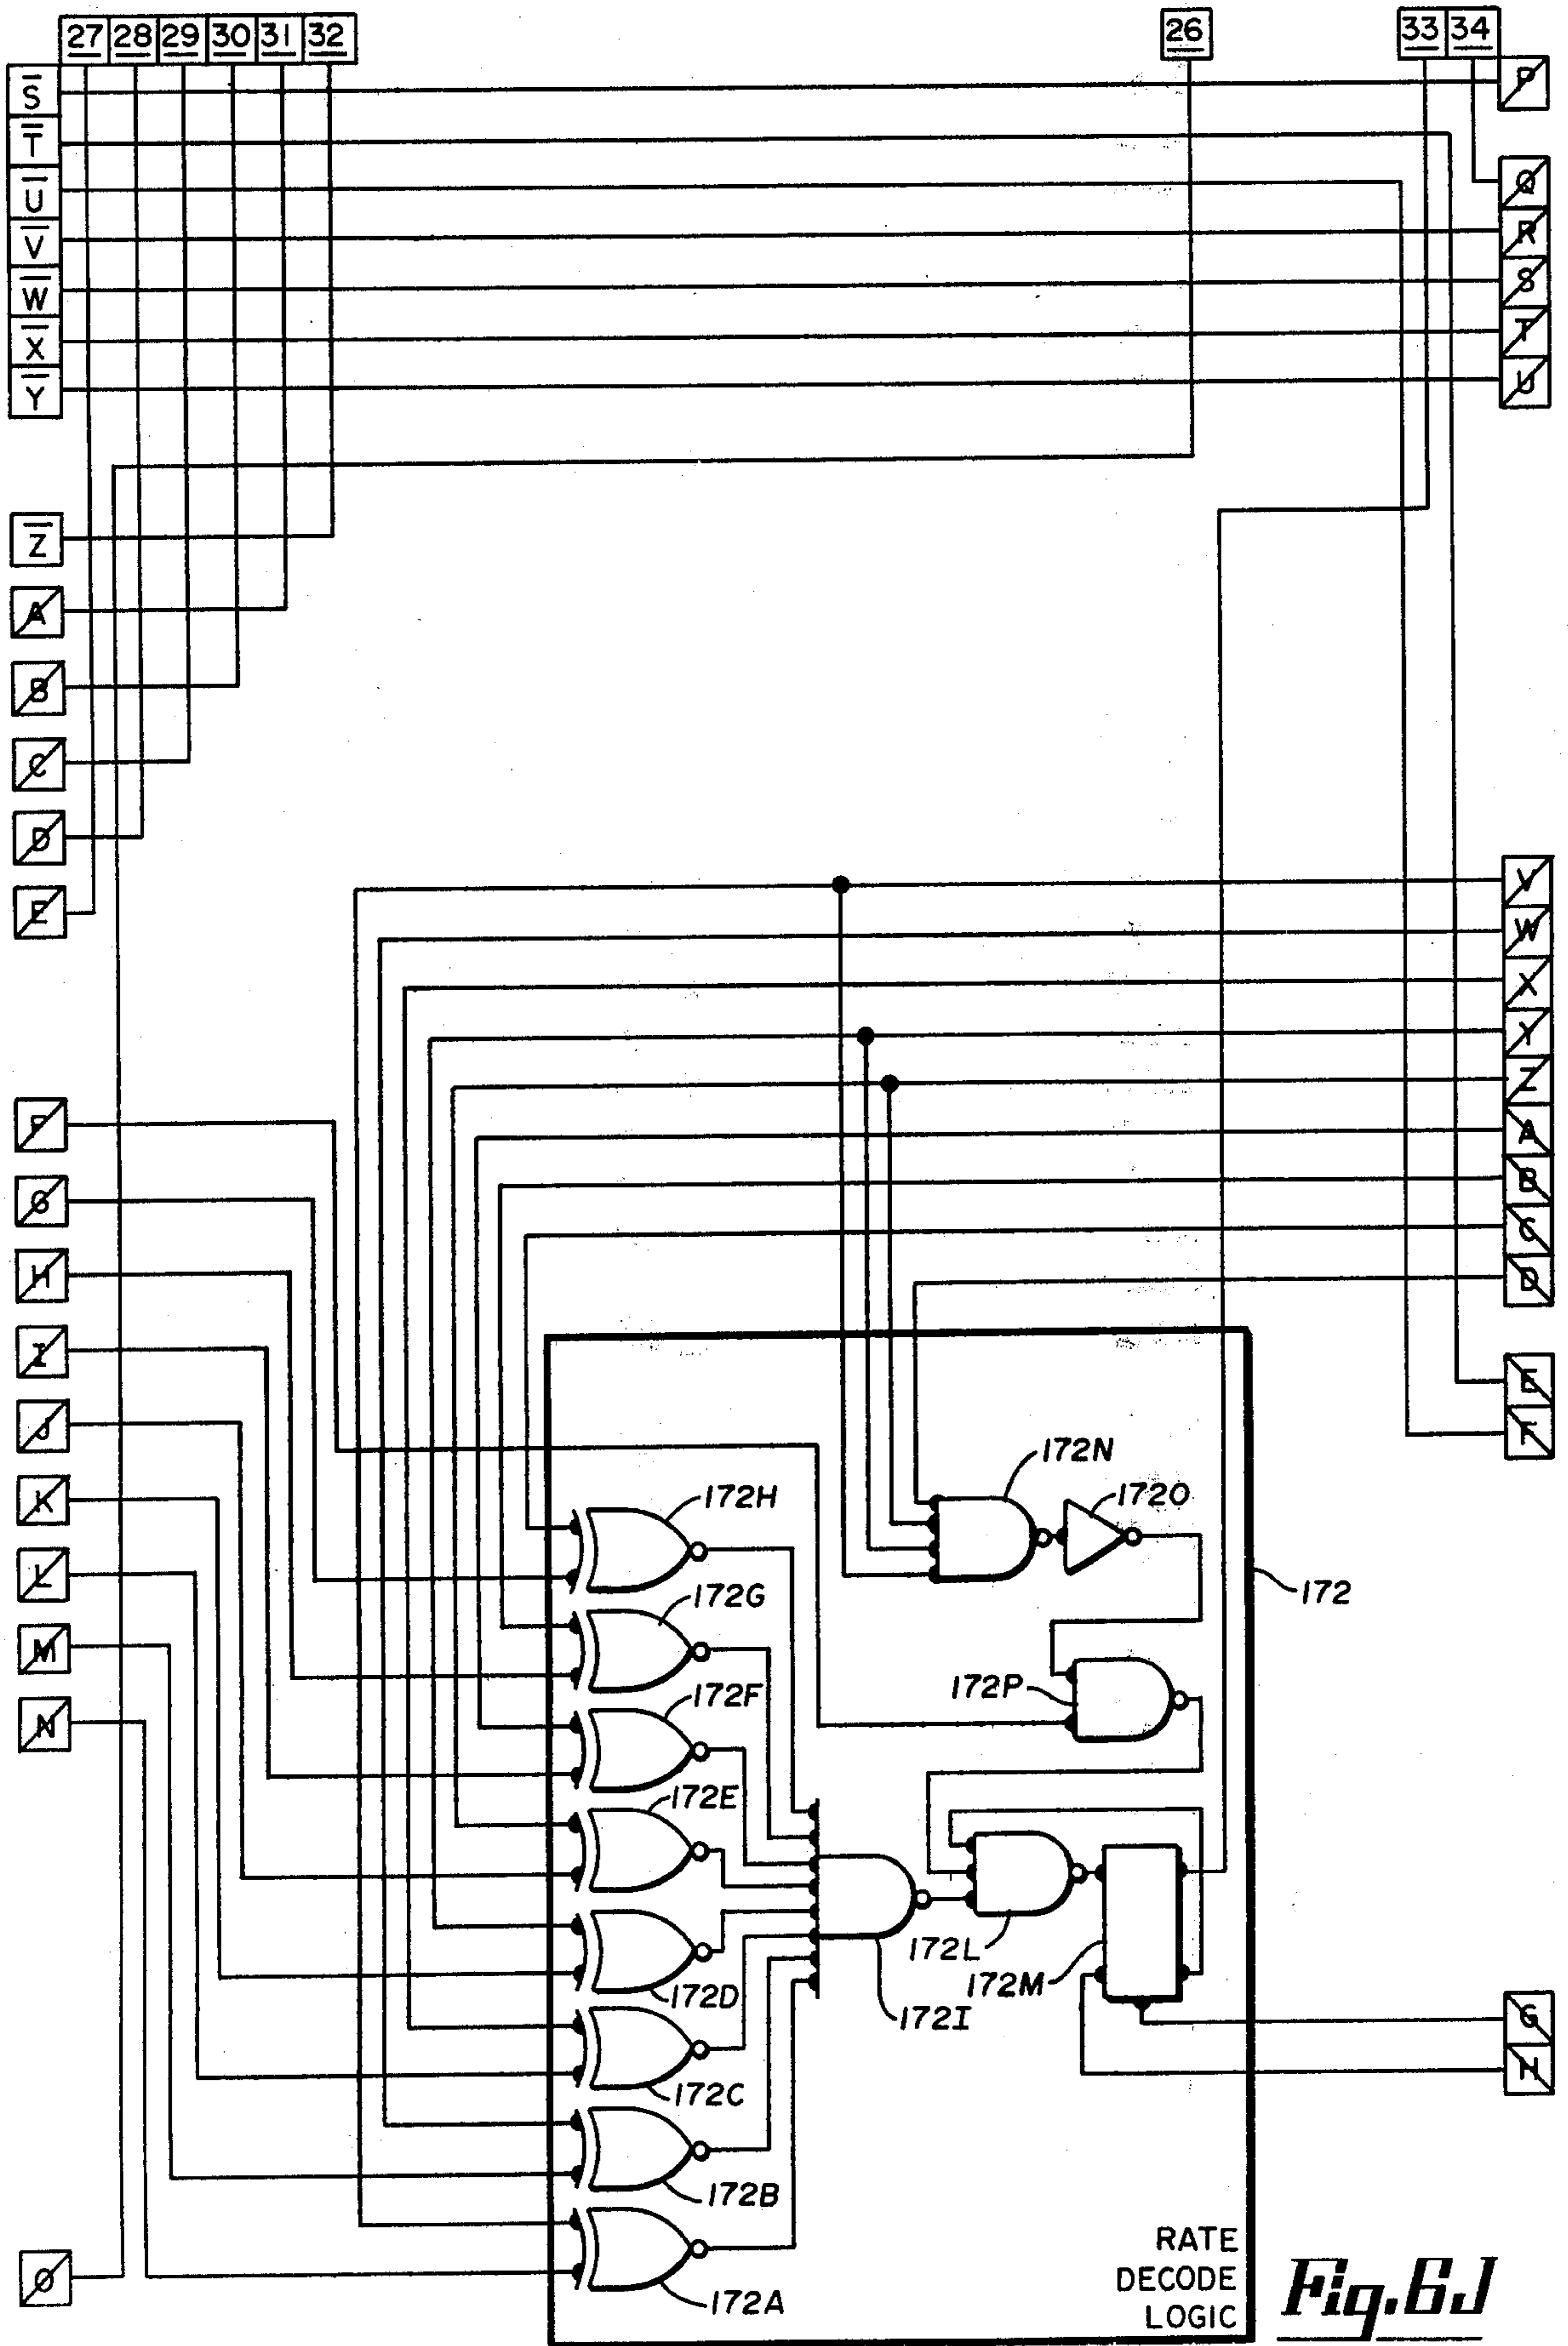 27 28 29 30 31 32 26 33 34
S̅ P
T̅
U̅ Q
V̅ R
W̅ S
X̅ T
Y̅ U
Z̅
A
B
C
D
E
V
W
X
Y
Z
F A
G B
C
H D
I E
J F
172N
K 172H 172O
L 172G 172
M 172P
N 172F
172E
172L
172D 172M
172I G
172C H
172B
O
172A
RATE
DECODE
LOGIC
Fig. 6J